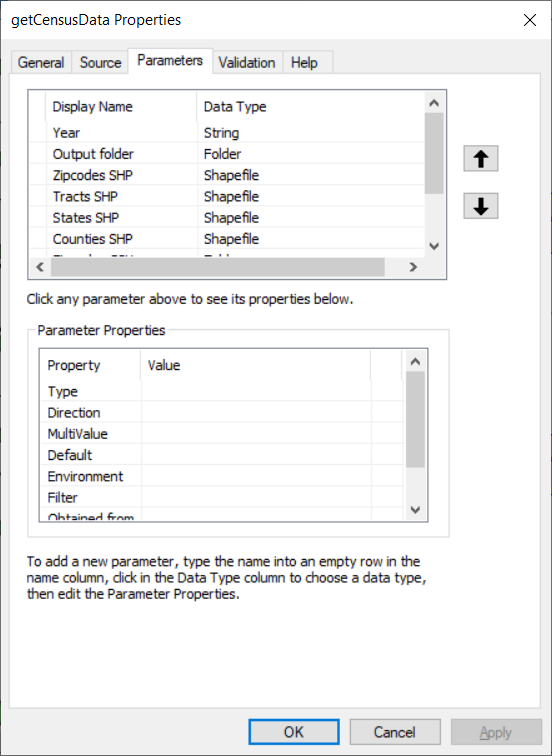 getCensusData Properties
General Source Parameters Validation Help
Display Name Data Type
Year String
Output folder Folder
Zipcodes SHP Shapefile
Tracts SHP Shapefile
States SHP Shapefile
Counties SHP Shapefile
Click any parameter above to see its properties below.
Parameter Properties
Property Value
Type
Direction
MultiValue
Default
Environment
Filter
Obtained from
To add a new parameter, type the name into an empty row in the
name column, click in the Data Type column to choose a data type,
then edit the Parameter Properties.
OK Cancel Apply